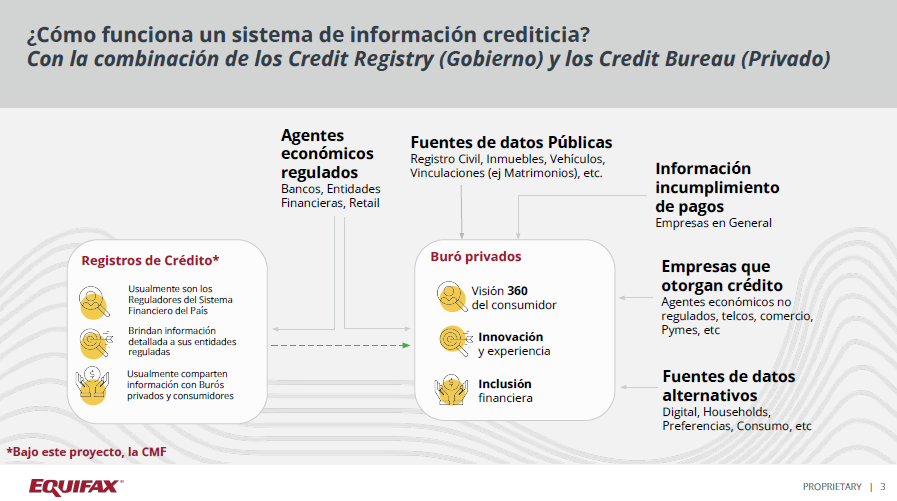 ¿Cómo funciona un sistema de información crediticia?
Con la combinación de los Credit Registry (Gobierno) y los Credit Bureau (Privado)
Agentes
económicos
regulados
Bancos, Entidades
Financieras, Retail
Fuentes de datos Públicas
Registro Civil, Inmuebles, Vehículos,
Vinculaciones (ej Matrimonios), etc.
Información
incumplimiento
de pagos
Empresas en General
Registros de Crédito*
Usualmente son los
Reguladores del Sistema
Financiero del País
Brindan información
detallada a sus entidades
reguladas
Usualmente comparten
información con Burós
privados y consumidores
Buró privados
Visión 360
del consumidor
Innovación
y experiencia
Inclusión
financiera
Empresas que
otorgan crédito
Agentes económicos no
regulados, telcos, comercio,
Pymes, etc
Fuentes de datos
alternativos
Digital, Households,
Preferencias, Consumo, etc
*Bajo este proyecto, la CMF
EQUIFAX
PROPRIETARY | 3